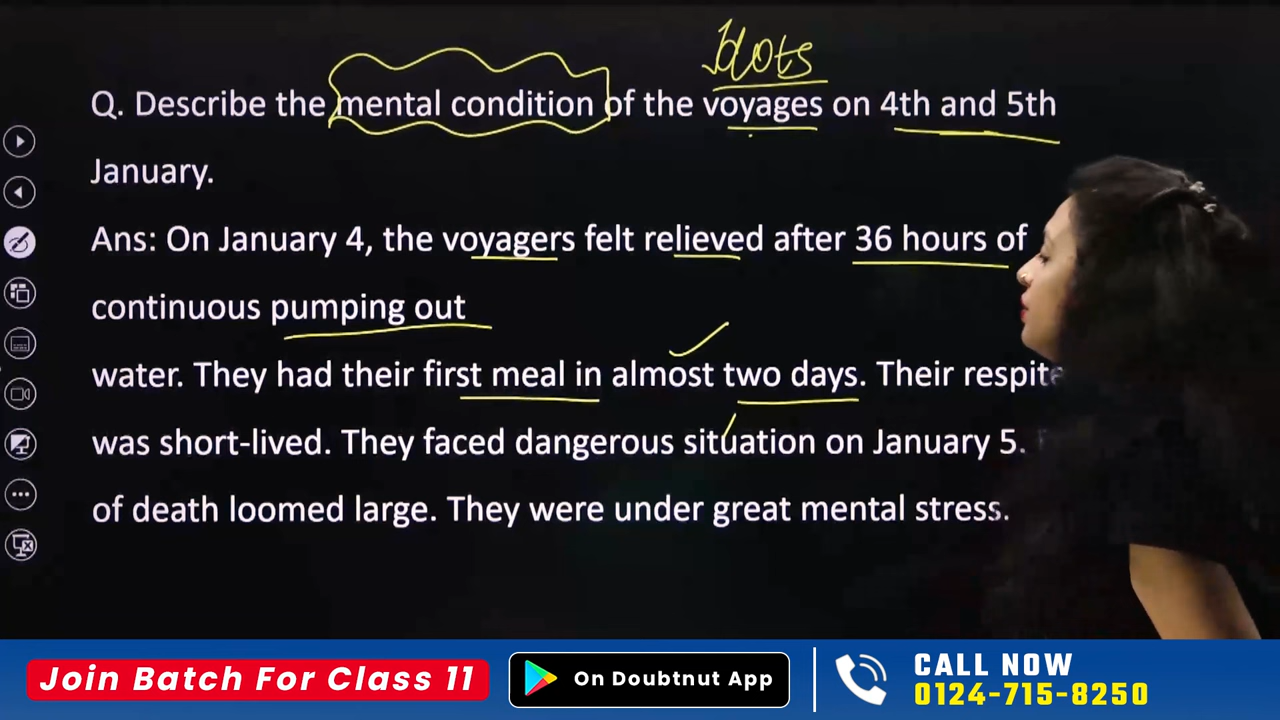 Q. Describe the mental condition of the voyages on 4th and 5th
January.
Ans: On January 4, the voyagers felt relieved after 36 hours of
continuous pumping out
water. They had their first meal in almost two days. Their respite
was short-lived. They faced dangerous situation on January 5.
of death loomed large. They were under great mental stress.
Join Batch For Class 11
On Doubtnut App
CALL NOW
0124-715-8250